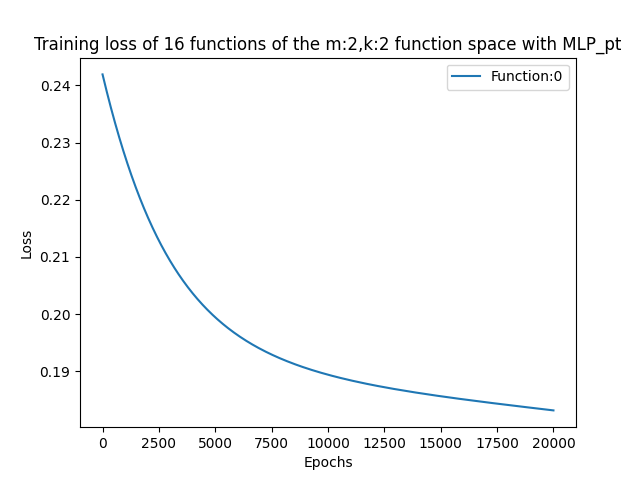 Training loss of 16 functions of the m:2,k:2 function space with MLP_pt
Function:0
0.24
0.23
0.22
0.21
0.20
0.19
Loss
0 2500 5000 7500 10000 12500 15000 17500 20000
Epochs